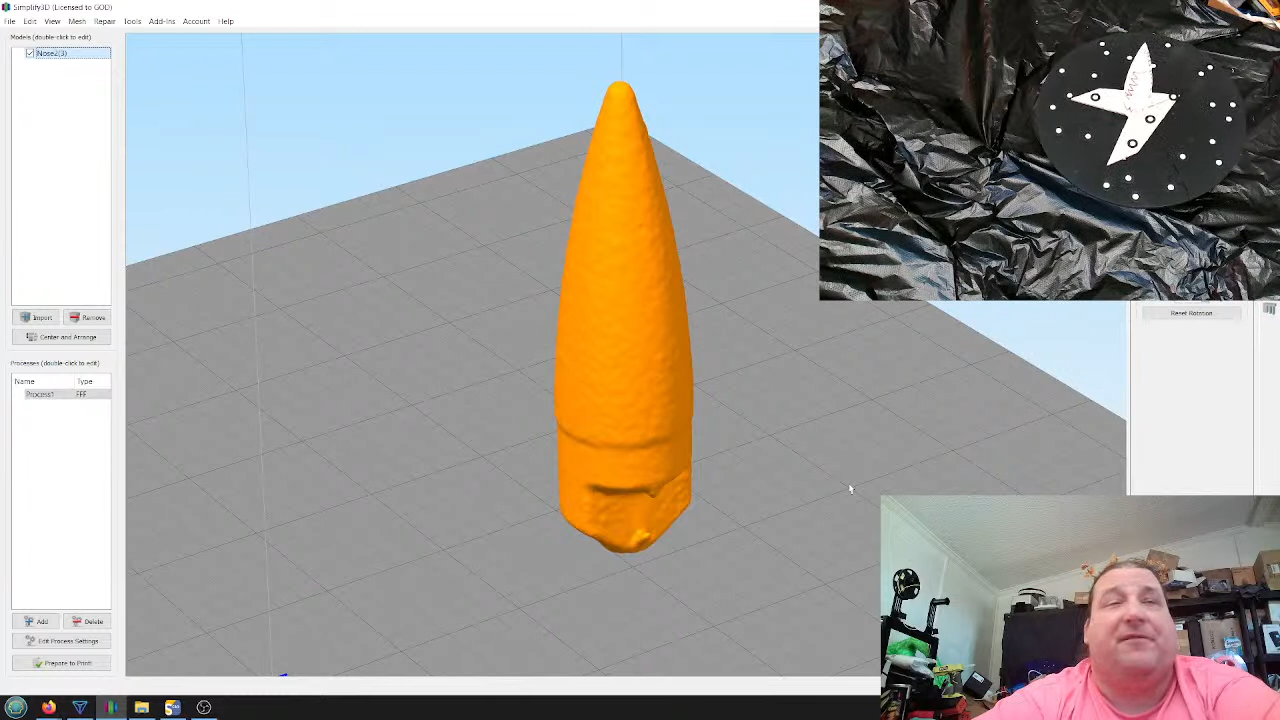 Simplify3D (Licensed to GOD)
File Edit View Mesh Repair Tools Add-Ins Account Help
Models (double-click to edit)
Nose2(3)
Import Remove
Center and Arrange
Processes (double-click to edit)
Name Type
Process1 FFF
Add Delete
Edit Process Settings
Prepare to Print!
Reset Rotation